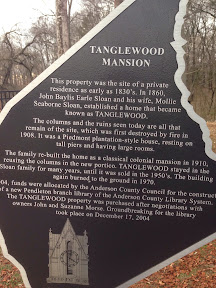 TANGLEWOOD
MANSION
This property was the site of a private
residence as early as 1830's. In 1860,
John Baylis Earle Sloan and his wife, Mollie
Seaborne Sloan, established a home that became
known as TANGLEWOOD.
The columns and the ruins seen today are all that
remain of the site, which was first destroyed by fire in
1908. It was a Piedmont plantation-style house, resting on
tall piers and having large rooms.
The family re-built the home as a classical colonial mansion in 1910,
reusing the columns in the new portico. TANGLEWOOD stayed in the
Sloan family for many years, until it was sold in the 1950's. The building
again burned to the ground in 1970.
04, funds were allocated by the Anderson County Council for the construct
of a new Pendleton branch library of the Anderson County Library System.
The TANGLEWOOD property was purchased after negotiations with
owners John and Suzanne Morse. Groundbreaking for the library
took place on December 17, 2004